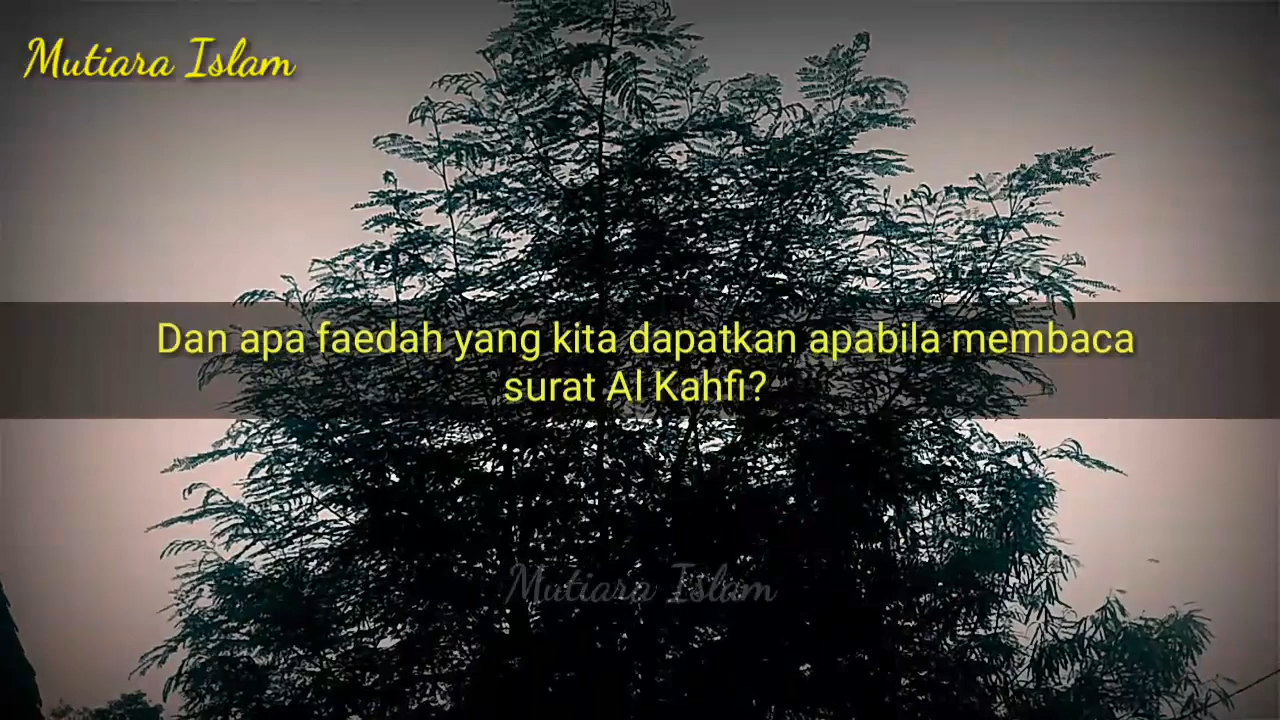 Mutiara Islam
Dan apa faedah yang kita dapatkan apabila membaca
surat Al Kahfi?
Mutiara Islam